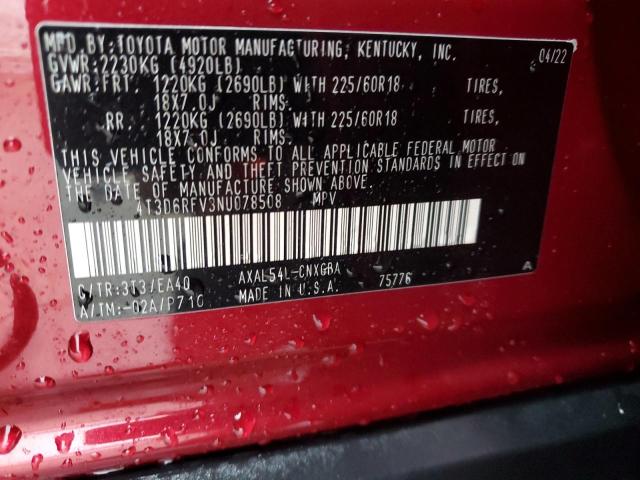 MFD.BY:TOYOTA MOTOR MANUFACTURING, KENTUCKY, INC. 04/22
GVWR:2230KG (4920LB)
GAWR:FRT. 1220KG (2690LB) WITH 225/60R18 TIRES,
18X7.0J RIMS.
RR. 1220KG (2690LB) WITH 225/60R18 TIRES,
18X7.0J RIMS.
THIS VEHICLE CONFORMS TO ALL APPLICABLE FEDERAL MOTOR
VEHICLE SAFETY AND THEFT PREVENTION STANDARDS IN EFFECT ON
THE DATE OF MANUFACTURE SHOWN ABOVE.
4T3D6RFV3NU078508 MPV
C/TR:3T3/EA40 AXAL54L-CNXGBA
A/TM:-02A/P710 MADE IN U.S.A. 75776 A